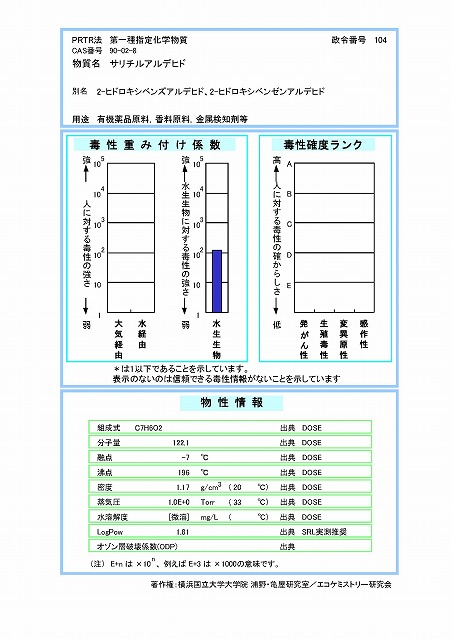 PRTR法 第一種指定化学物質 政令番号 104
CAS番号 90-02-8
物質名 サリチルアルデヒド
別名 2-ヒドロキシベンズアルデヒド、2-ヒドロキシベンゼンアルデヒド
用途 有機薬品原料，香料原料，金属検知剤等
毒性重み付け係数
強 10^5
10^4
10^3
10^2
10^1
弱 1
人に対する毒性の強さ
大気経由
水経由
強 10^5
10^4
10^3
10^2
10^1
弱 1
水生生物に対する毒性の強さ
水生生物
毒性確度ランク
高 A
B
C
D
E
低
人に対する毒性の確からしさ
発がん性
生殖毒性
変異原性
感作性
＊は1以下であることを示しています。
表示のないのは信頼できる毒性情報がないことを示しています
物性情報
組成式 C7H6O2 出典 DOSE
分子量 122.1 出典 DOSE
融点 -7 ℃ 出典 DOSE
沸点 196 ℃ 出典 DOSE
密度 1.17 g/cm^3 (20 ℃) 出典 DOSE
蒸気圧 1.0E+0 Torr (33 ℃) 出典 DOSE
水溶解度 [微溶] mg/L ( ℃) 出典 DOSE
LogPow 1.81 出典 SRL実測推奨
オゾン層破壊係数(ODP) 出典
（注） E+n は ×10^n、例えば E+3 は ×1000の意味です。
著作権:横浜国立大学大学院 浦野・亀屋研究室／エコケミストリー研究会